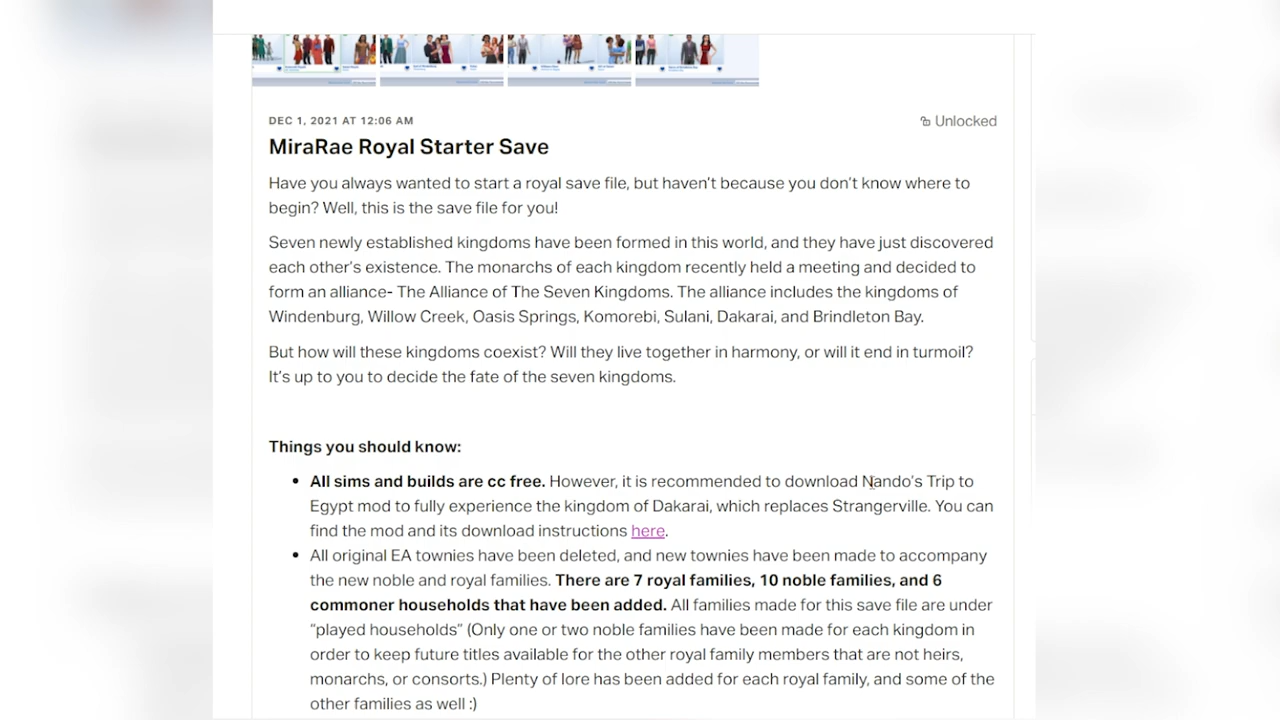 DEC 1, 2021 AT 12:06 AM
Unlocked
MiraRae Royal Starter Save
Have you always wanted to start a royal save file, but haven't because you don't know where to
begin? Well, this is the save file for you!
Seven newly established kingdoms have been formed in this world, and they have just discovered
each other's existence. The monarchs of each kingdom recently held a meeting and decided to
form an alliance- The Alliance of The Seven Kingdoms. The alliance includes the kingdoms of
Windenburg, Willow Creek, Oasis Springs, Komorebi, Sulani, Dakarai, and Brindleton Bay.
But how will these kingdoms coexist? Will they live together in harmony, or will it end in turmoil?
It's up to you to decide the fate of the seven kingdoms.
Things you should know:
• All sims and builds are cc free. However, it is recommended to download Nando's Trip to
Egypt mod to fully experience the kingdom of Dakarai, which replaces Strangerville. You can
find the mod and its download instructions here.
• All original EA townies have been deleted, and new townies have been made to accompany
the new noble and royal families. There are 7 royal families, 10 noble families, and 6
commoner households that have been added. All families made for this save file are under
"played households" (Only one or two noble families have been made for each kingdom in
order to keep future titles available for the other royal family members that are not heirs,
monarchs, or consorts.) Plenty of lore has been added for each royal family, and some of the
other families as well :)